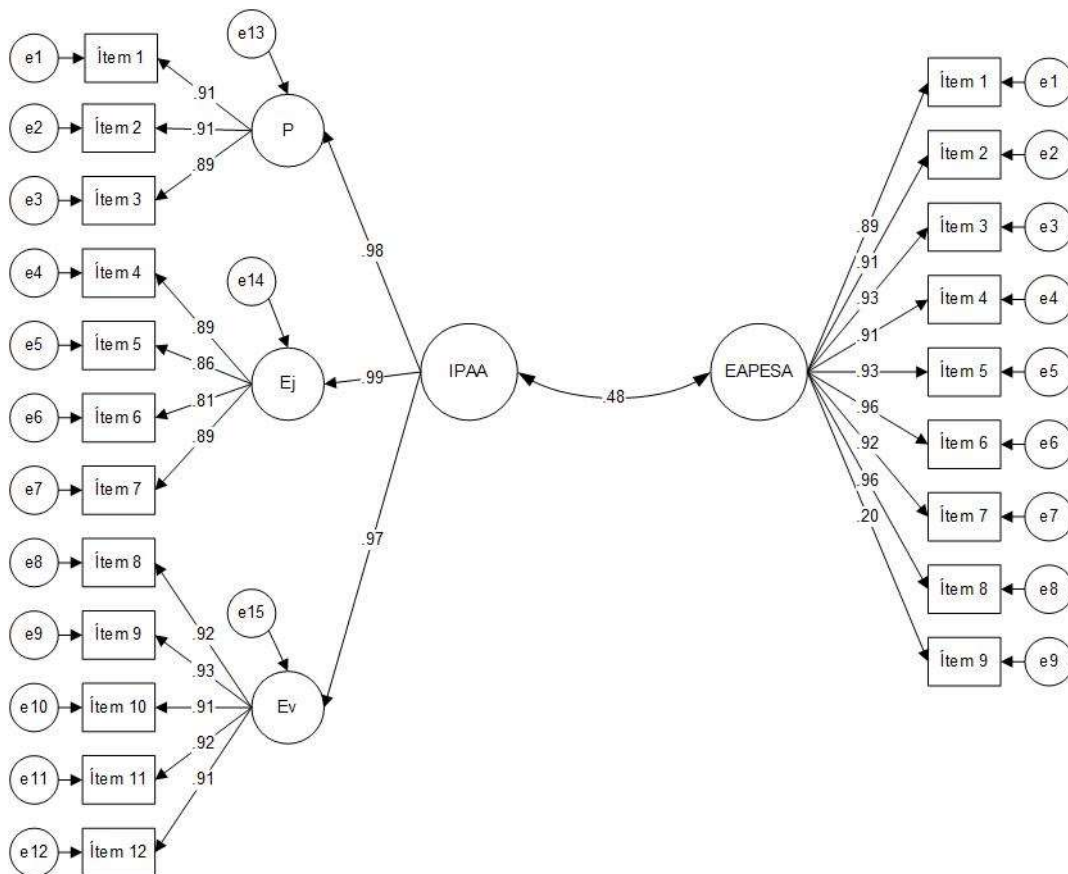 e13
e1
Ítem 1
.91
e2
Ítem 2
.91
P
e3
Ítem 3
.89
e4
Ítem 4
.89
e14
e5
Ítem 5
.86
Ej
e6
Ítem 6
.81
e7
Ítem 7
.89
e8
Ítem 8
.92
e15
e9
Ítem 9
.93
Ev
e10
Ítem 10
.91
e11
Ítem 11
.92
e12
Ítem 12
.91
.98
.99
.97
IPAA
.48
EAPESA
.89
.91
.93
.91
.93
.96
.92
.96
.20
Ítem 1
e1
Ítem 2
e2
Ítem 3
e3
Ítem 4
e4
Ítem 5
e5
Ítem 6
e6
Ítem 7
e7
Ítem 8
e8
Ítem 9
e9